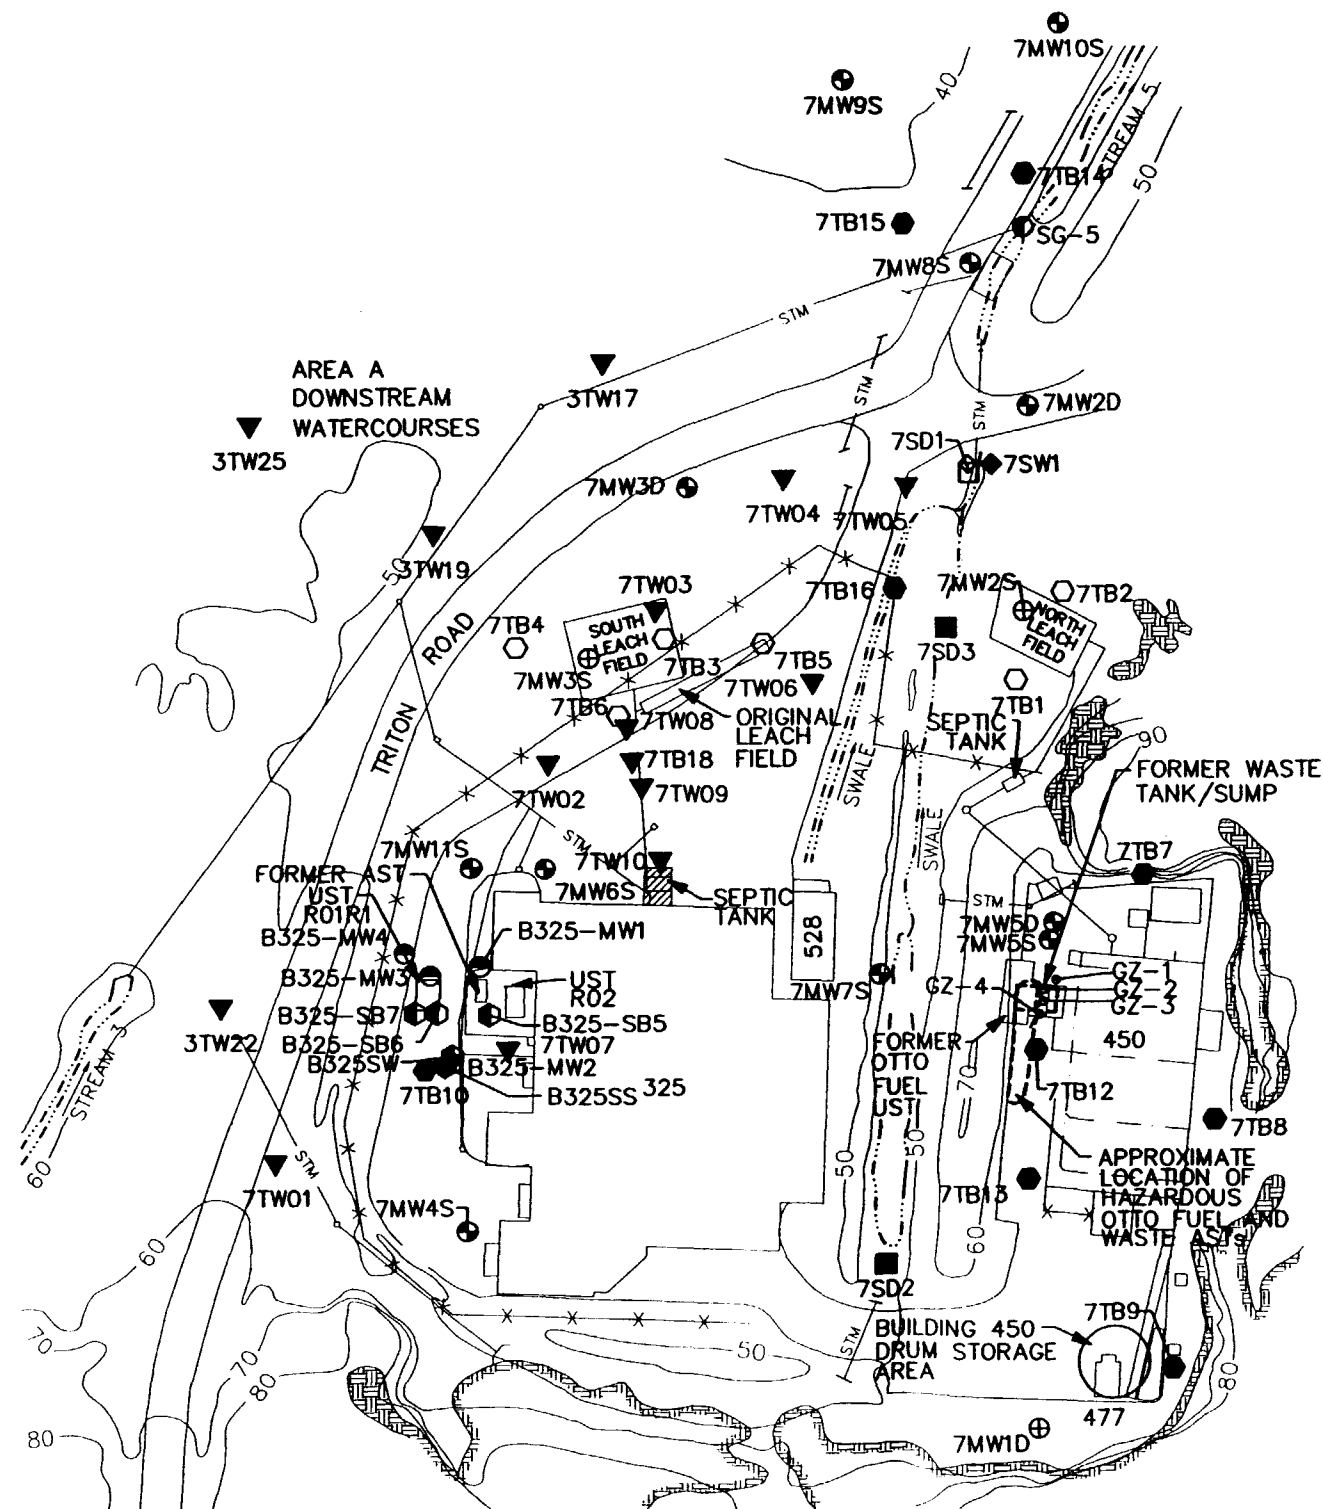 7MW10S
40
7MW9S
STREAM 5
7TB14
50
7TB15
SG-5
7MW8S
STM
AREA A
DOWNSTREAM
WATERCOURSES
3TW17
STM
STM
7MW2D
3TW25
7SD1
7SW1
7MW3D
7TW04
7TW05
50
3TW19
7TW03
7TB16
7MW2S
7TB2
7TB4
SOUTH
LEACH
FIELD
NORTH
LEACH
FIELD
ROAD
7SD3
7MW3S
7TB3
7TB5
7TW06
7TB1
7TB6
7TW08
ORIGINAL
LEACH
FIELD
SEPTIC
TANK
TRITON
90
7TB18
FORMER WASTE
TANK/SUMP
7TW02
7TW09
SWALE
SWALE
STM
7MW11S
7TW10
7TB7
FORMER AST
7MW6S
SEPTIC
TANK
UST
R01R1
STM
528
7MW5D
7MW5S
B325-MW4
B325-MW1
B325-MW3
UST
R02
7MW7S
GZ-4
GZ-1
GZ-2
GZ-3
B325-SB7
B325-SB5
3TW22
B325-SB6
7TW07
FORMER
OTTO
FUEL
UST
450
B325SW
B325-MW2
STREAM 3
7TB10
B325SS
325
70
7TB12
7TB8
60
STM
50
50
APPROXIMATE
LOCATION OF
HAZARDOUS
OTTO FUEL AND
WASTE ASTs
7TW01
7TB13
7MW4S
60
60
7SD2
70
70
80
STM
50
BUILDING 450
DRUM STORAGE
AREA
7TB9
80
477
80
7MW1D